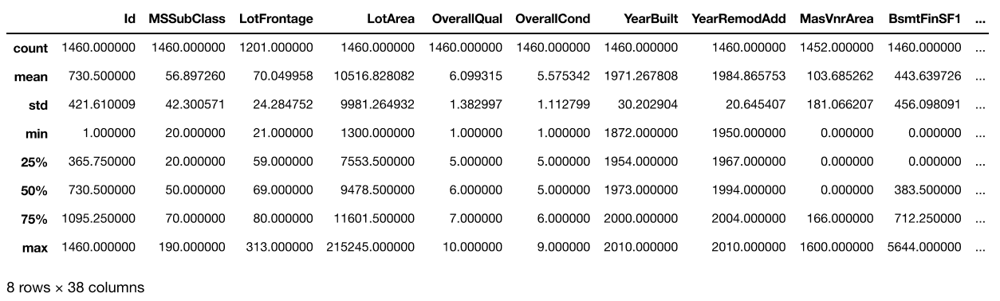 Id MSSubClass LotFrontage LotArea OverallQual OverallCond YearBuilt YearRemodAdd MasVnrArea BsmtFinSF1 ...
count 1460.000000 1460.000000 1201.000000 1460.000000 1460.000000 1460.000000 1460.000000 1460.000000 1452.000000 1460.000000 ...
mean 730.500000 56.897260 70.049958 10516.828082 6.099315 5.575342 1971.267808 1984.865753 103.685262 443.639726 ...
std 421.610009 42.300571 24.284752 9981.264932 1.382997 1.112799 30.202904 20.645407 181.066207 456.098091 ...
min 1.000000 20.000000 21.000000 1300.000000 1.000000 1.000000 1872.000000 1950.000000 0.000000 0.000000 ...
25% 365.750000 20.000000 59.000000 7553.500000 5.000000 5.000000 1954.000000 1967.000000 0.000000 0.000000 ...
50% 730.500000 50.000000 69.000000 9478.500000 6.000000 5.000000 1973.000000 1994.000000 0.000000 383.500000 ...
75% 1095.250000 70.000000 80.000000 11601.500000 7.000000 6.000000 2000.000000 2004.000000 166.000000 712.250000 ...
max 1460.000000 190.000000 313.000000 215245.000000 10.000000 9.000000 2010.000000 2010.000000 1600.000000 5644.000000 ...
8 rows × 38 columns